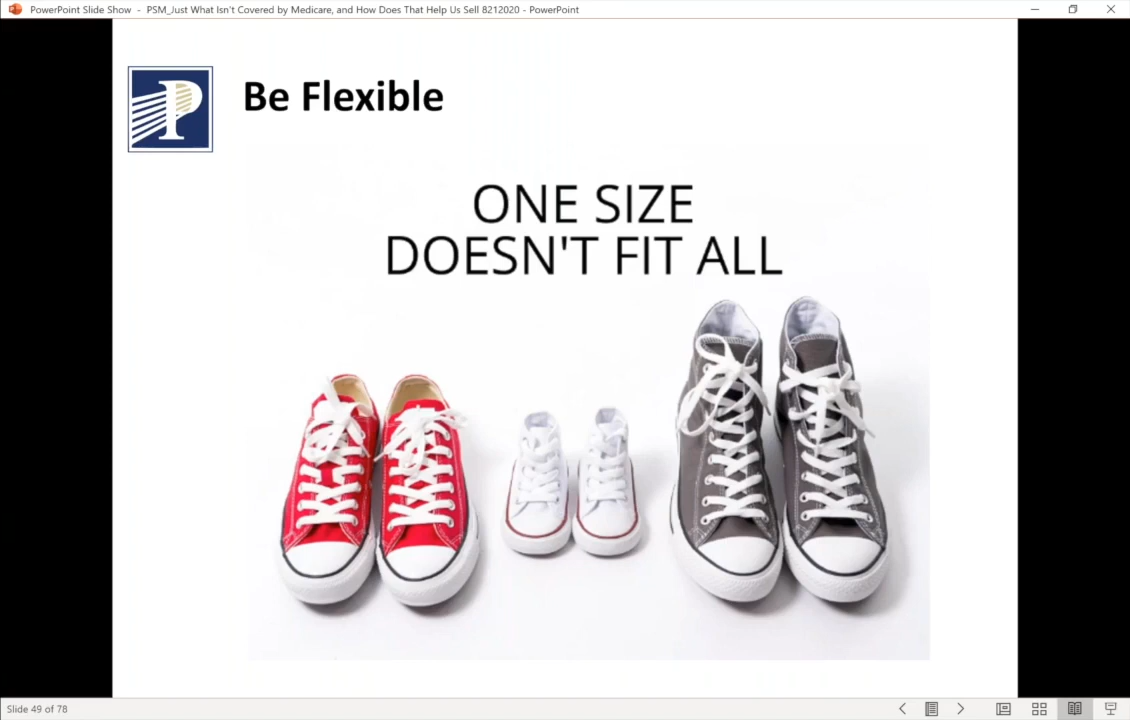 PowerPoint Slide Show - PSM_Just What Isn't Covered by Medicare, and How Does That Help Us Sell 8212020 - PowerPoint
P
Be Flexible
ONE SIZE
DOESN'T FIT ALL
Slide 49 of 78